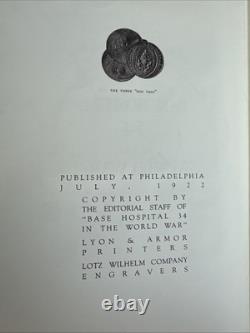 PUBLISHED AT PHILADELPHIA
JULY, 1922
COPYRIGHT BY
THE EDITORIAL STAFF OF
"BASE HOSPITAL 34
IN THE WORLD WAR"
LYON & ARMOR
PRINTERS
LOTZ WILHELM COMPANY
ENGRAVERS
ebay